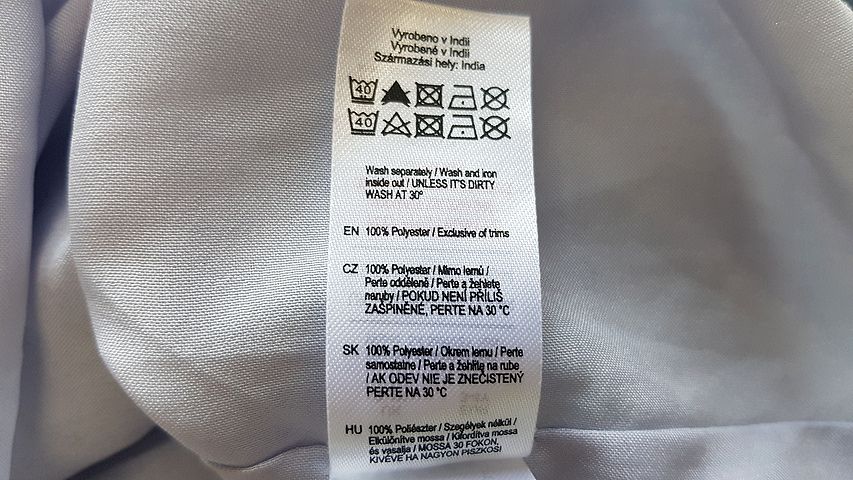 Vyrobeno v Indii
Vyrobené v Indii
Származási hely: India
40
40
Wash separately / Wash and iron
inside out / UNLESS IT'S DIRTY
WASH AT 30°
EN 100% Polyester / Exclusive of trims
CZ 100% Polyester / Mimo lemů /
Perte odděleně / Perte a žehlete
naruby / POKUD NENÍ PŘÍLIŠ
ZAŠPINĚNÉ, PERTE NA 30 °C
SK 100% Polyester / Okrem lemu / Perte
samostatne / Perte a žehlite na rube
/ AK ODEV NIE JE ZNEČISTENÝ
PERTE NA 30 °C
HU 100% Poliészter / Szegélyek nélkül /
Elkülönítve mossa / Kifordítva mossa
és vasalja / MOSSA 30 FOKON,
KIVÉVE HA NAGYON PISZKOS!